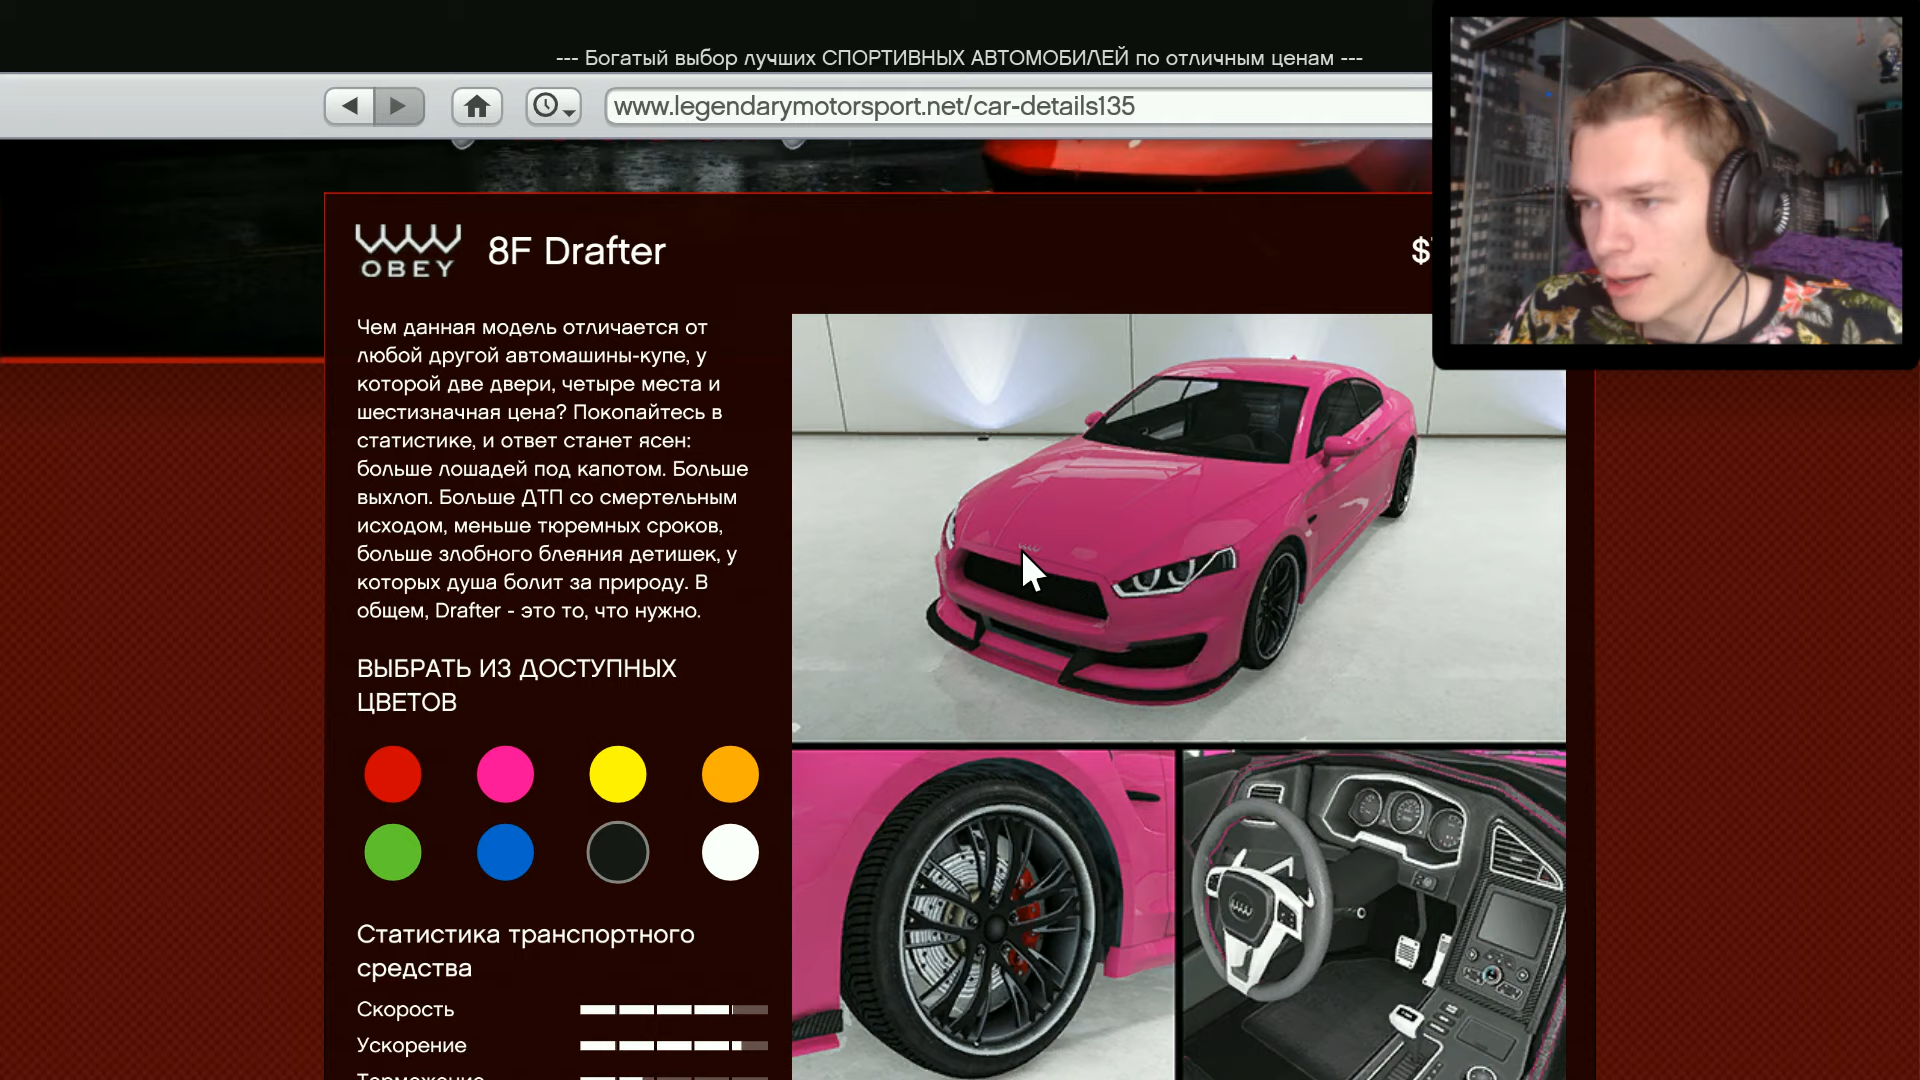 --- Богатый выбор лучших СПОРТИВНЫХ АВТОМОБИЛЕЙ по отличным ценам ---
www.legendarymotorsport.net/car-details135
OBEY
8F Drafter
$
Чем данная модель отличается от
любой другой автомашины-купе, у
которой две двери, четыре места и
шестизначная цена? Покопайтесь в
статистике, и ответ станет ясен:
больше лошадей под капотом. Больше
выхлоп. Больше ДТП со смертельным
исходом, меньше тюремных сроков,
больше злобного блеяния детишек, у
которых душа болит за природу. В
общем, Drafter - это то, что нужно.
ВЫБРАТЬ ИЗ ДОСТУПНЫХ
ЦВЕТОВ
Статистика транспортного
средства
Скорость
Ускорение
Торможение